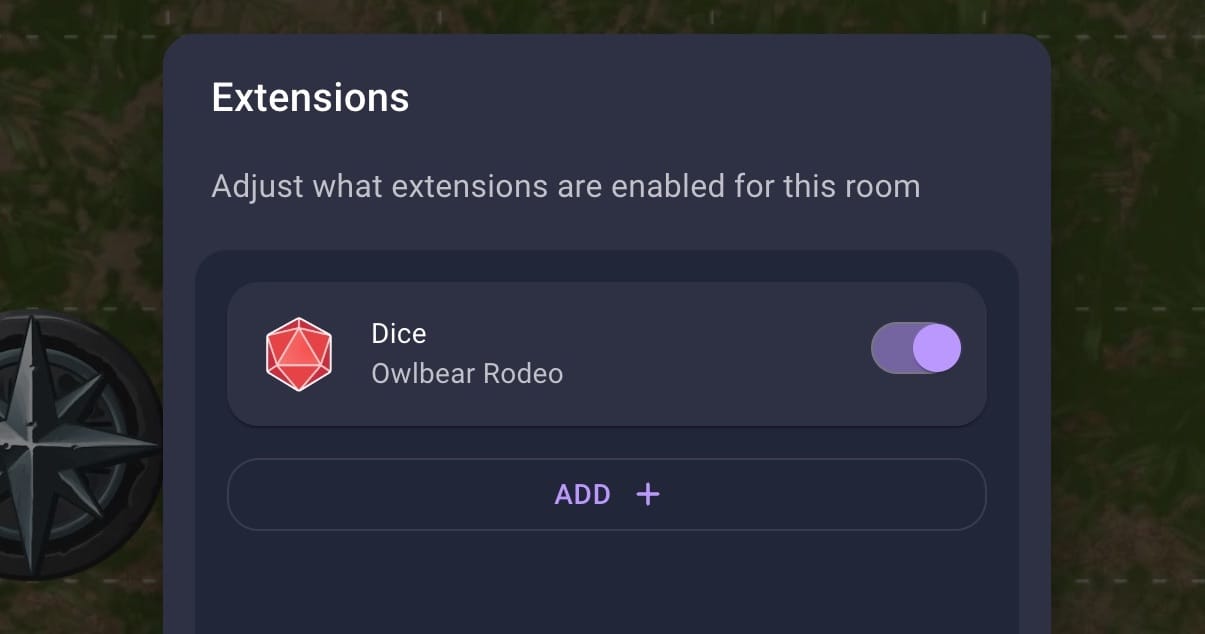 Extensions
Adjust what extensions are enabled for this room
Dice
Owlbear Rodeo
ADD +